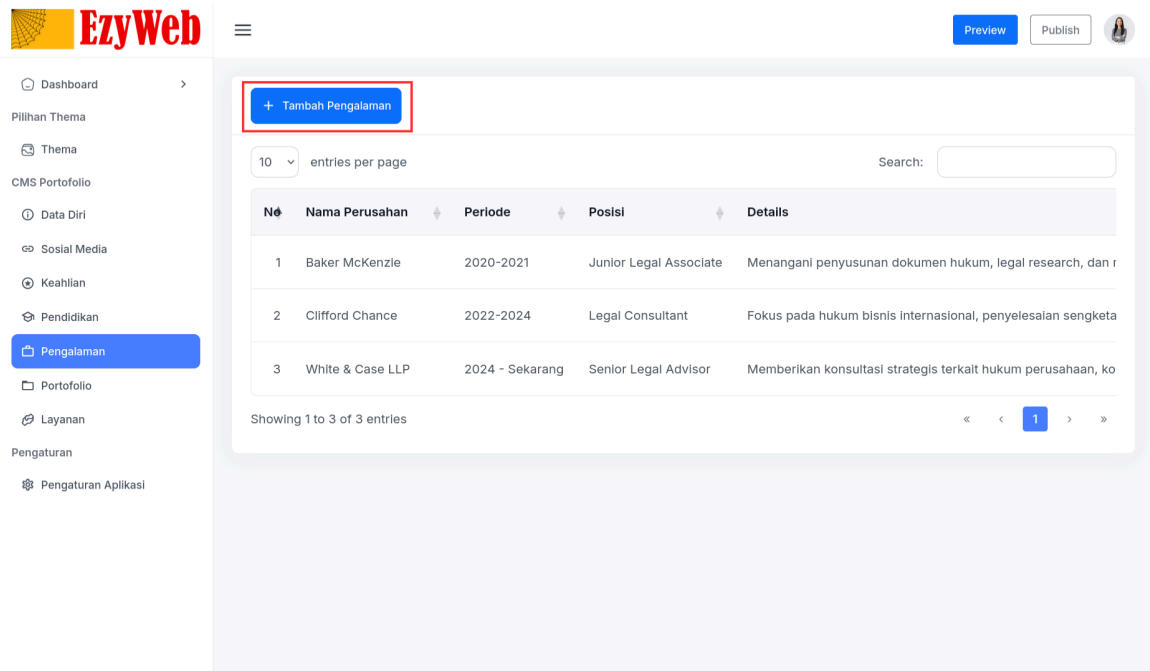 EzyWeb
Preview
Publish
Dashboard
Pilihan Thema
Thema
CMS Portofolio
Data Diri
Sosial Media
Keahlian
Pendidikan
Pengalaman
Portofolio
Layanan
Pengaturan
Pengaturan Aplikasi
+ Tambah Pengalaman
10 entries per page
Search:
No Nama Perusahan Periode Posisi Details
1 Baker McKenzie 2020-2021 Junior Legal Associate Menangani penyusunan dokumen hukum, legal research, dan
2 Clifford Chance 2022-2024 Legal Consultant Fokus pada hukum bisnis internasional, penyelesaian sengketa
3 White & Case LLP 2024 - Sekarang Senior Legal Advisor Memberikan konsultasi strategis terkait hukum perusahaan, ko
Showing 1 to 3 of 3 entries
« ‹ 1 › »